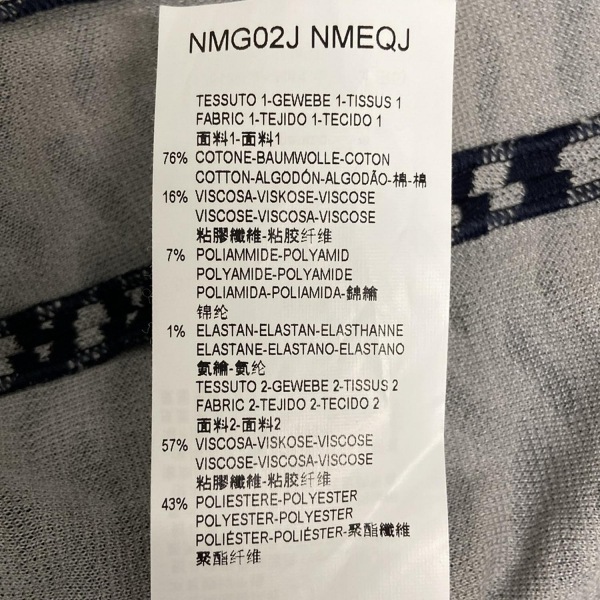 NMG02J NMEQJ
TESSUTO 1-GEWEBE 1-TISSUS 1
FABRIC 1-TEJIDO 1-TECIDO 1
面料1-面料1
76% COTONE-BAUMWOLLE-COTON
COTTON-ALGODÓN-ALGODÃO-棉-棉
16% VISCOSA-VISKOSE-VISCOSE
VISCOSE-VISCOSA-VISCOSE
粘膠纖維-粘胶纤维
7% POLIAMMIDE-POLYAMID
POLYAMIDE-POLYAMIDE
POLIAMIDA-POLIAMIDA-錦綸
锦纶
1% ELASTAN-ELASTAN-ELASTHANNE
ELASTANE-ELASTANO-ELASTANO
氨綸-氨纶
TESSUTO 2-GEWEBE 2-TISSUS 2
FABRIC 2-TEJIDO 2-TECIDO 2
面料2-面料2
57% VISCOSA-VISKOSE-VISCOSE
VISCOSE-VISCOSA-VISCOSE
粘膠纖維-粘胶纤维
43% POLIESTERE-POLYESTER
POLYESTER-POLYESTER
POLIÉSTER-POLIÉSTER-聚酯纖維
聚酯纤维